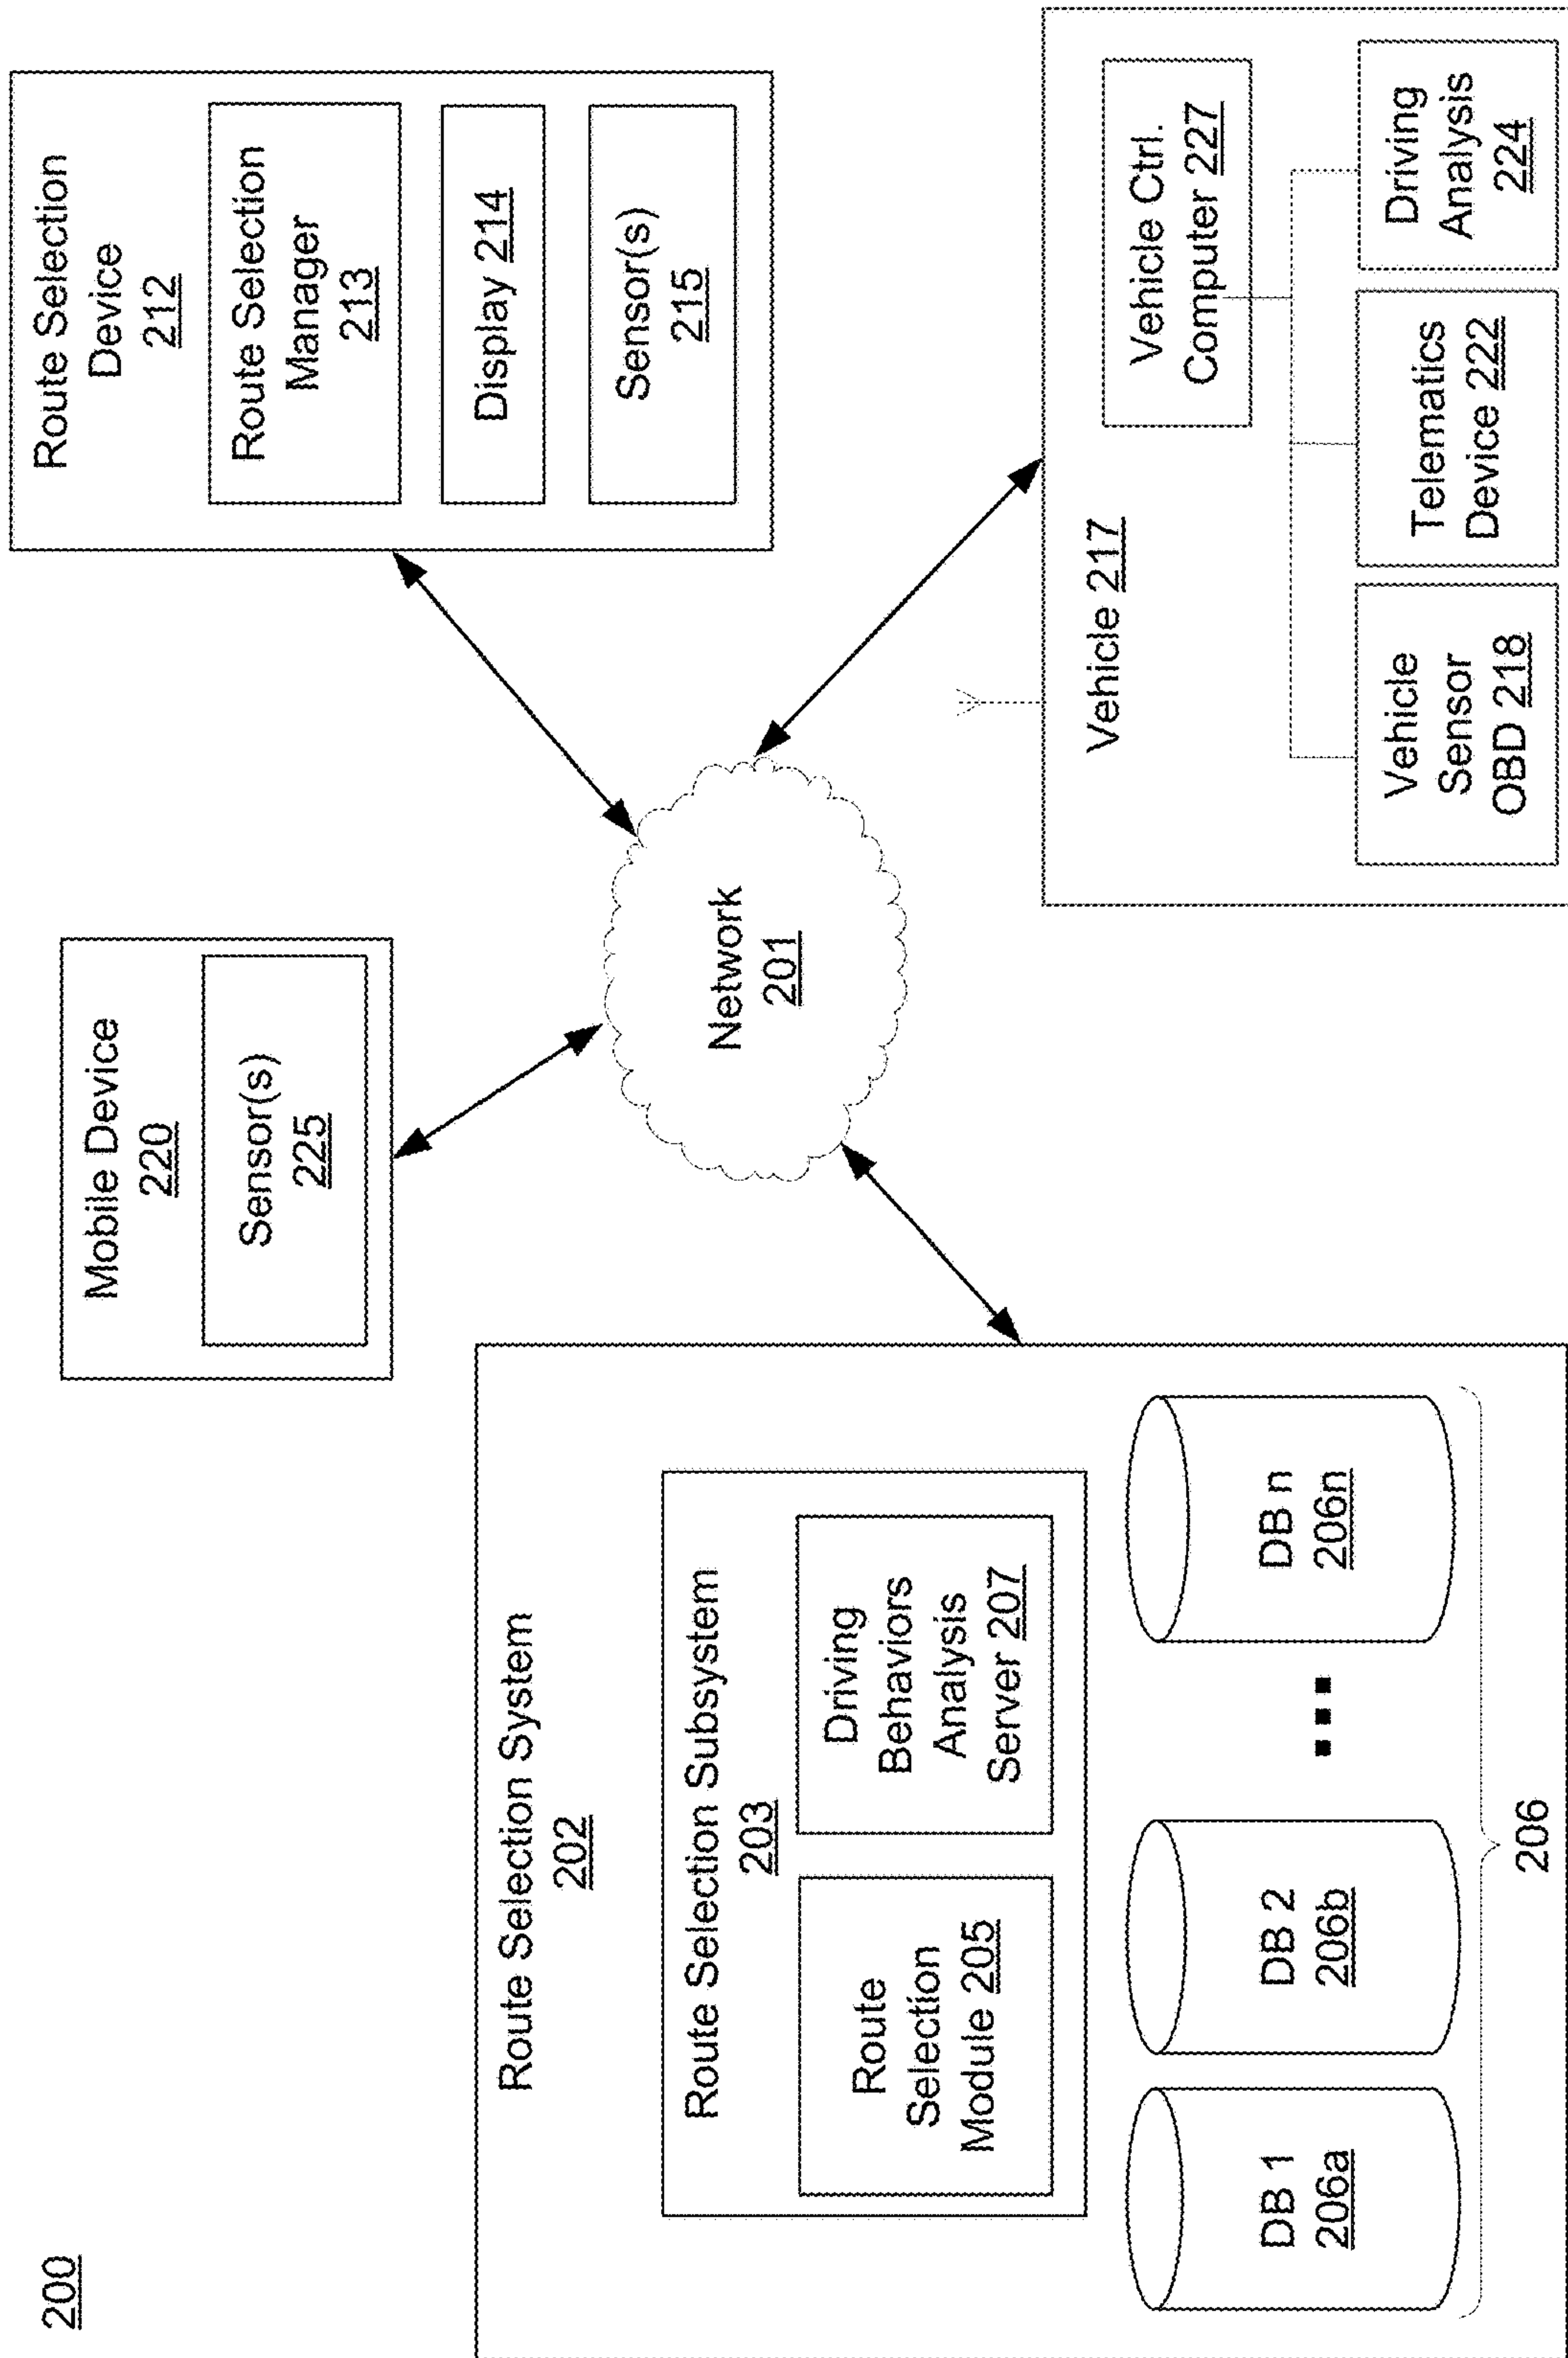 200
Route Selection System
202
Route Selection Subsystem
203
Route
Selection
Module 205
Driving
Behaviors
Analysis
Server 207
DB 1
206a
DB 2
206b
DB n
206n
206
Mobile Device
220
Sensor(s)
225
Network
201
Route Selection
Device
212
Route Selection
Manager
213
Display 214
Sensor(s)
215
Vehicle 217
Vehicle Ctrl.
Computer 227
Vehicle
Sensor
OBD 218
Telematics
Device 222
Driving
Analysis
224